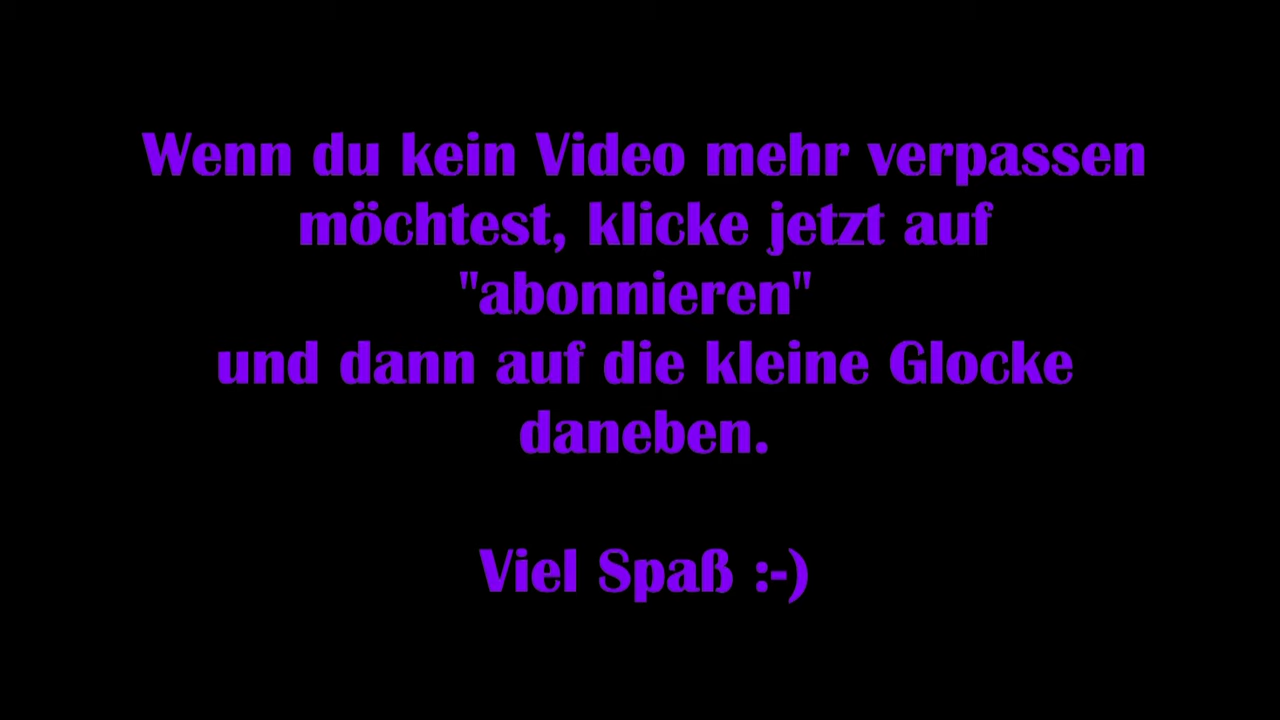 Wenn du kein Video mehr verpassen
möchtest, klicke jetzt auf
"abonnieren"
und dann auf die kleine Glocke
daneben.
Viel Spaß :-)